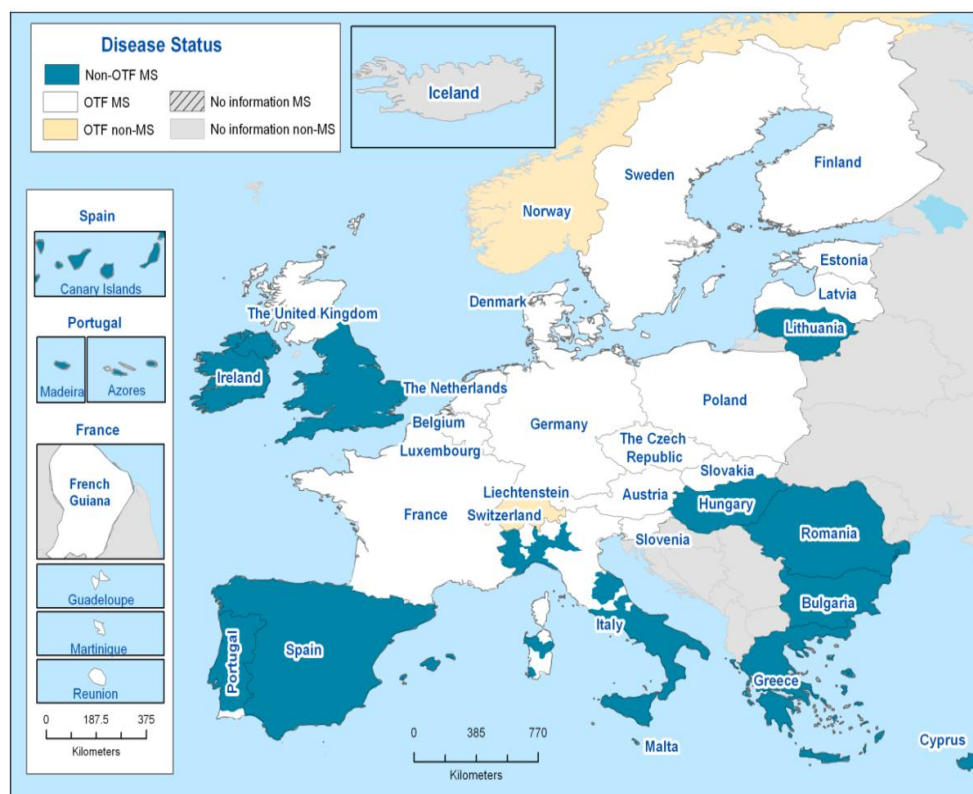 Disease Status
Non-OTF MS
OTF MS
No information MS
OTF non-MS
No information non-MS
Iceland
Spain
Canary Islands
Portugal
Madeira
Azores
France
French
Guiana
Guadeloupe
Martinique
Reunion
0 187.5 375
Kilometers
Finland
Sweden
Norway
Estonia
Latvia
Lithuania
Denmark
The United Kingdom
Ireland
The Netherlands
Belgium
Luxembourg
Germany
Poland
The Czech
Republic
Slovakia
Liechtenstein
Austria
Hungary
Switzerland
France
Slovenia
Romania
Bulgaria
Italy
Spain
Portugal
Greece
Malta
Cyprus
0 385 770
Kilometers